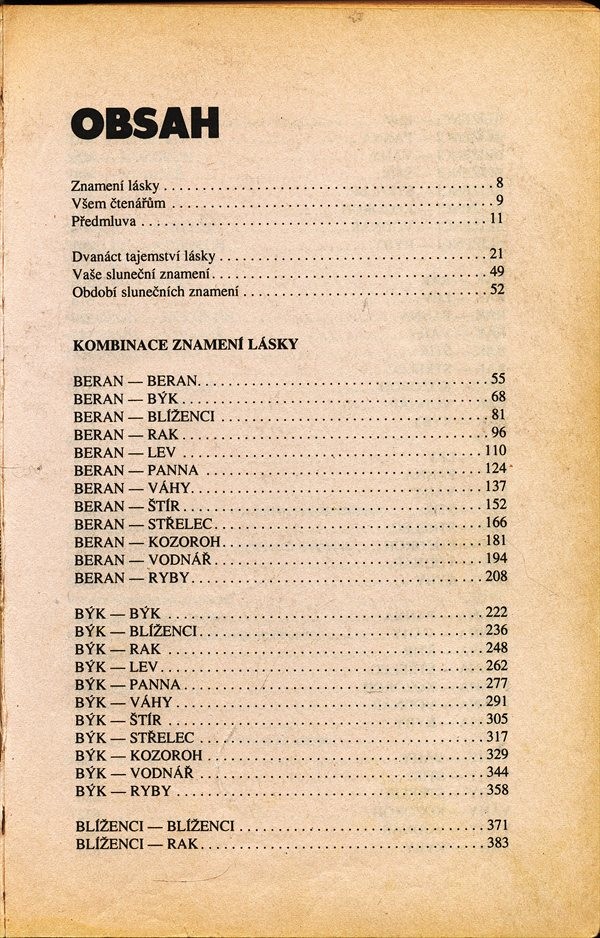 OBSAH
Znamení lásky . . . . . . . . . . . . . . . . . . . . . . . . . . . . . . . . . . . . . . . . . . . 8
Všem čtenářům . . . . . . . . . . . . . . . . . . . . . . . . . . . . . . . . . . . . . . . . . . 9
Předmluva . . . . . . . . . . . . . . . . . . . . . . . . . . . . . . . . . . . . . . . . . . . . . 11
Dvanáct tajemství lásky . . . . . . . . . . . . . . . . . . . . . . . . . . . . . . . . . . . 21
Vaše sluneční znamení . . . . . . . . . . . . . . . . . . . . . . . . . . . . . . . . . . . . 49
Období slunečních znamení . . . . . . . . . . . . . . . . . . . . . . . . . . . . . . . . 52
KOMBINACE ZNAMENÍ LÁSKY
BERAN — BERAN. . . . . . . . . . . . . . . . . . . . . . . . . . . . . . . . . . . . . . 55
BERAN — BÝK . . . . . . . . . . . . . . . . . . . . . . . . . . . . . . . . . . . . . . . . 68
BERAN — BLÍŽENCI . . . . . . . . . . . . . . . . . . . . . . . . . . . . . . . . . . . 81
BERAN — RAK . . . . . . . . . . . . . . . . . . . . . . . . . . . . . . . . . . . . . . . . 96
BERAN — LEV . . . . . . . . . . . . . . . . . . . . . . . . . . . . . . . . . . . . . . . . 110
BERAN — PANNA . . . . . . . . . . . . . . . . . . . . . . . . . . . . . . . . . . . . 124
BERAN — VÁHY. . . . . . . . . . . . . . . . . . . . . . . . . . . . . . . . . . . . . . 137
BERAN — ŠTÍR. . . . . . . . . . . . . . . . . . . . . . . . . . . . . . . . . . . . . . . 152
BERAN — STŘELEC. . . . . . . . . . . . . . . . . . . . . . . . . . . . . . . . . . . 166
BERAN — KOZOROH. . . . . . . . . . . . . . . . . . . . . . . . . . . . . . . . . . 181
BERAN — VODNÁŘ. . . . . . . . . . . . . . . . . . . . . . . . . . . . . . . . . . . 194
BERAN — RYBY. . . . . . . . . . . . . . . . . . . . . . . . . . . . . . . . . . . . . . 208
BÝK — BÝK . . . . . . . . . . . . . . . . . . . . . . . . . . . . . . . . . . . . . . . . . 222
BÝK — BLÍŽENCI. . . . . . . . . . . . . . . . . . . . . . . . . . . . . . . . . . . . . 236
BÝK — RAK . . . . . . . . . . . . . . . . . . . . . . . . . . . . . . . . . . . . . . . . . 248
BÝK — LEV. . . . . . . . . . . . . . . . . . . . . . . . . . . . . . . . . . . . . . . . . . 262
BÝK — PANNA. . . . . . . . . . . . . . . . . . . . . . . . . . . . . . . . . . . . . . . 277
BÝK — VÁHY . . . . . . . . . . . . . . . . . . . . . . . . . . . . . . . . . . . . . . . . 291
BÝK — ŠTÍR . . . . . . . . . . . . . . . . . . . . . . . . . . . . . . . . . . . . . . . . . 305
BÝK — STŘELEC . . . . . . . . . . . . . . . . . . . . . . . . . . . . . . . . . . . . . 317
BÝK — KOZOROH . . . . . . . . . . . . . . . . . . . . . . . . . . . . . . . . . . . . 329
BÝK — VODNÁŘ . . . . . . . . . . . . . . . . . . . . . . . . . . . . . . . . . . . . . 344
BÝK — RYBY . . . . . . . . . . . . . . . . . . . . . . . . . . . . . . . . . . . . . . . . 358
BLÍŽENCI — BLÍŽENCI . . . . . . . . . . . . . . . . . . . . . . . . . . . . . . . . 371
BLÍŽENCI — RAK. . . . . . . . . . . . . . . . . . . . . . . . . . . . . . . . . . . . . 383